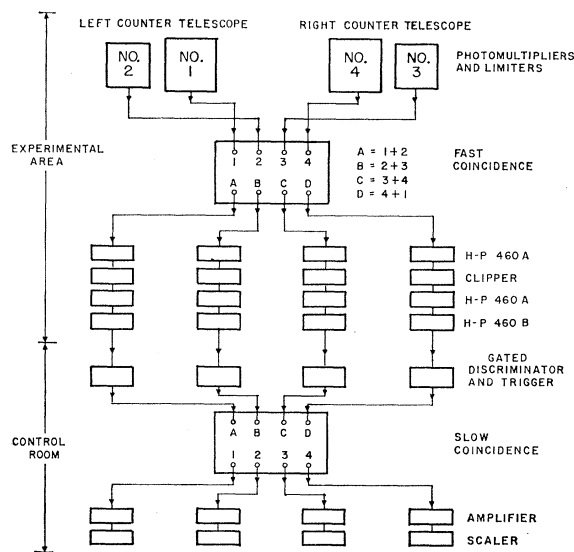 LEFT COUNTER TELESCOPE
RIGHT COUNTER TELESCOPE
NO. 2
NO. 1
NO. 4
NO. 3
PHOTOMULTIPLIERS
AND LIMITERS
EXPERIMENTAL
AREA
1 2 3 4
A B C D
A = 1+2
B = 2+3
C = 3+4
D = 4+1
FAST
COINCIDENCE
H-P 460 A
CLIPPER
H-P 460 A
H-P 460 B
GATED
DISCRIMINATOR
AND TRIGGER
CONTROL
ROOM
A B C D
1 2 3 4
SLOW
COINCIDENCE
AMPLIFIER
SCALER